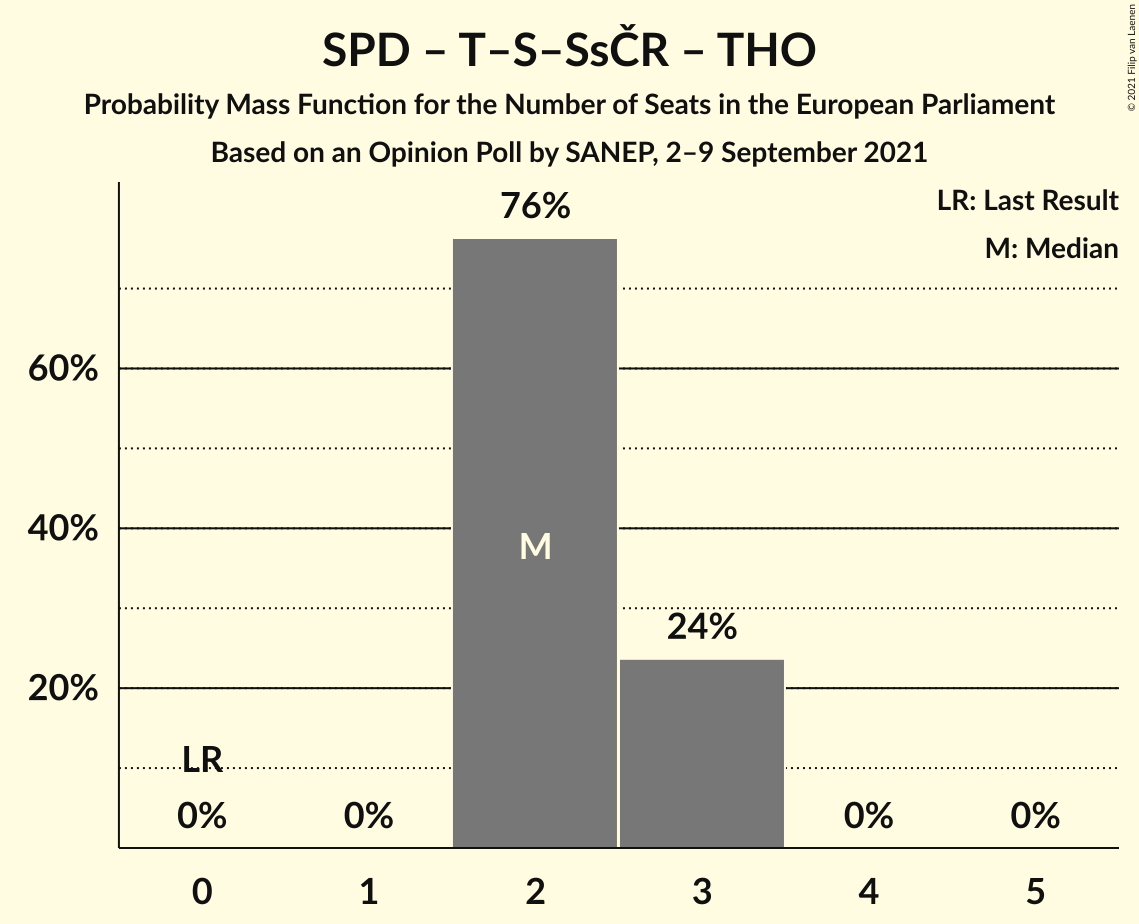 SPD – T–S–SsČR – THO
Probability Mass Function for the Number of Seats in the European Parliament
Based on an Opinion Poll by SANEP, 2–9 September 2021
© 2021 Filip van Laenen
LR: Last Result
M: Median
76%
60%
40%
M
24%
20%
LR
0%
0%
0%
0%
0
1
2
3
4
5